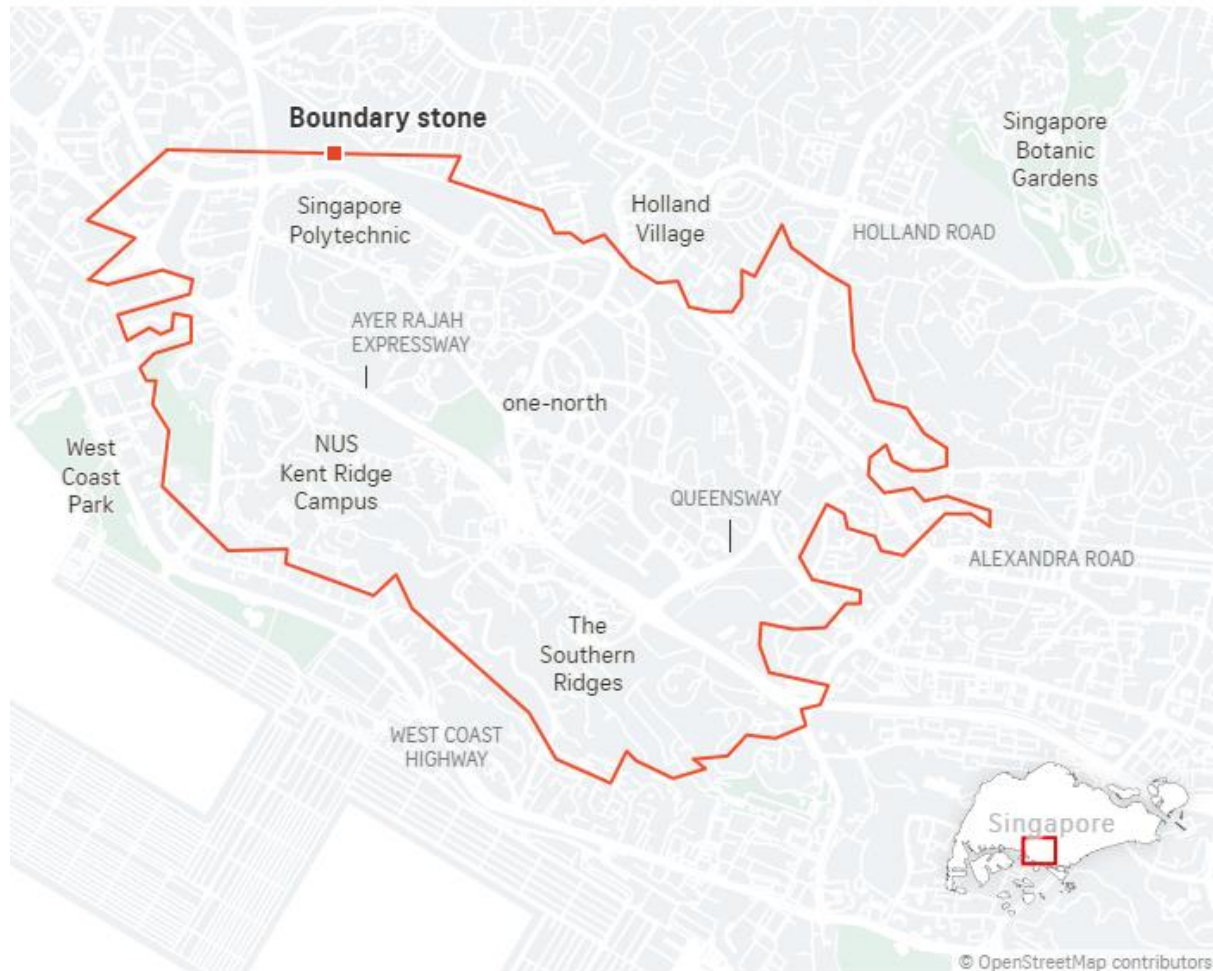 Boundary stone
Singapore
Botanic
Gardens
Singapore
Polytechnic
Holland
Village
HOLLAND ROAD
AYER RAJAH
EXPRESSWAY
one-north
West
Coast
Park
NUS
Kent Ridge
Campus
QUEENSWAY
ALEXANDRA ROAD
The
Southern
Ridges
WEST COAST
HIGHWAY
Singapore
© OpenStreetMap contributors